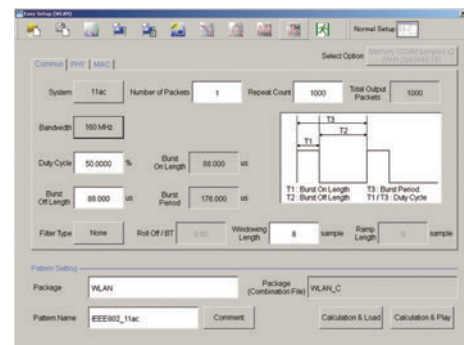 Easy Setup (WLAN)
Normal Setup
Select Option
Common PHY MAC
System 11ac Number of Packets 1 Repeat Count 1000 Total Output Packets 1000
Bandwidth 160 MHz
Duty Cycle 50.0000 % Burst On Length 88.000 us
Burst Off Length 88.000 us Burst Period 176.000 us
T3
T2
T1
T1 : Burst On Length T3 : Burst Period
T2 : Burst Off Length T1 / T3 : Duty Cycle
Filter Type None Roll Off / BT 0.50 Windowing Length 8 sample Ramp Length 0 sample
Pattern Setting
Package WLAN Package (Combination File) WLAN_C
Pattern Name IEEE802_11ac Comment Calculation & Load Calculation & Play